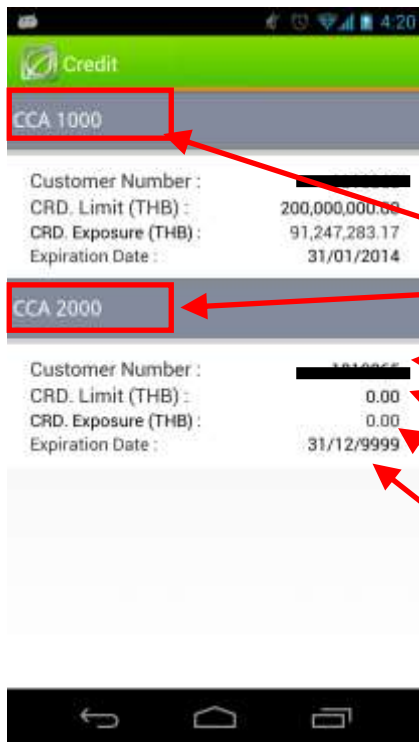 4:20
Credit
CCA 1000
Customer Number :
CRD. Limit (THB) : 200,000,000.00
CRD. Exposure (THB) : 91,247,283.17
Expiration Date : 31/01/2014
CCA 2000
Customer Number :
CRD. Limit (THB) : 0.00
CRD. Exposure (THB) : 0.00
Expiration Date : 31/12/9999